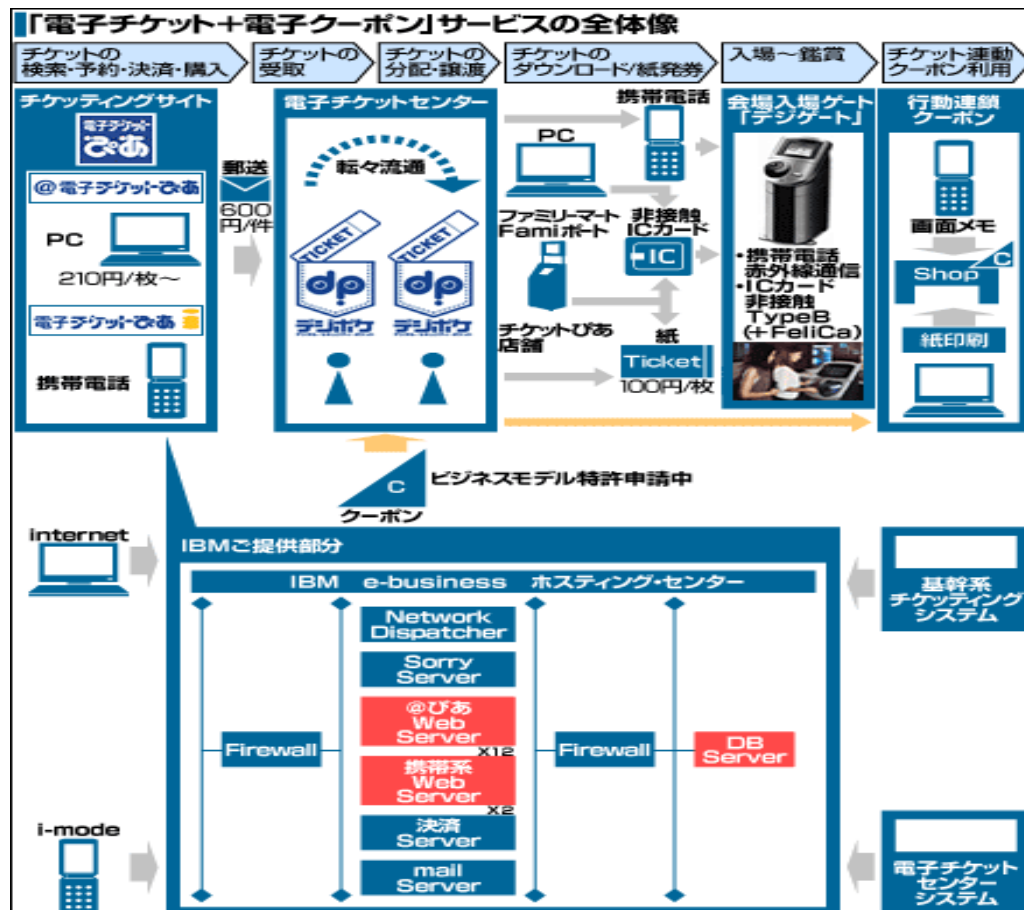 「電子チケット＋電子クーポン」サービスの全体像
チケットの
検索・予約・決済・購入
チケットの
受取
チケットの
分配・譲渡
チケットの
ダウンロード/紙発券
入場〜鑑賞
チケット連動
クーポン利用
チケッティングサイト
電子チケット
ぴあ
@電子チケットぴあ
PC
210円/枚〜
電子チケットぴあ
携帯電話
郵送
600
円/件
電子チケットセンター
転々流通
TICKET
TICKET
dp
dp
デジポケ
デジポケ
携帯電話
PC
ファミリーマート
Famiポート
非接触
ICカード
IC
チケットぴあ
店舗
紙
Ticket
100円/枚
会場入場ゲート
「デジゲート」
・携帯電話
赤外線通信
・ICカード
非接触
TypeB
(+FeliCa)
行動連鎖
クーポン
画面メモ
C
Shop
紙印刷
C
クーポン
ビジネスモデル特許申請中
internet
i-mode
IBMご提供部分
IBM e-business ホスティング・センター
Network
Dispatcher
Sorry
Server
@ぴあ
Web
Server
X12
携帯系
Web
Server
X2
決済
Server
mail
Server
Firewall
Firewall
DB
Server
基幹系
チケッティング
システム
電子チケット
センター
システム